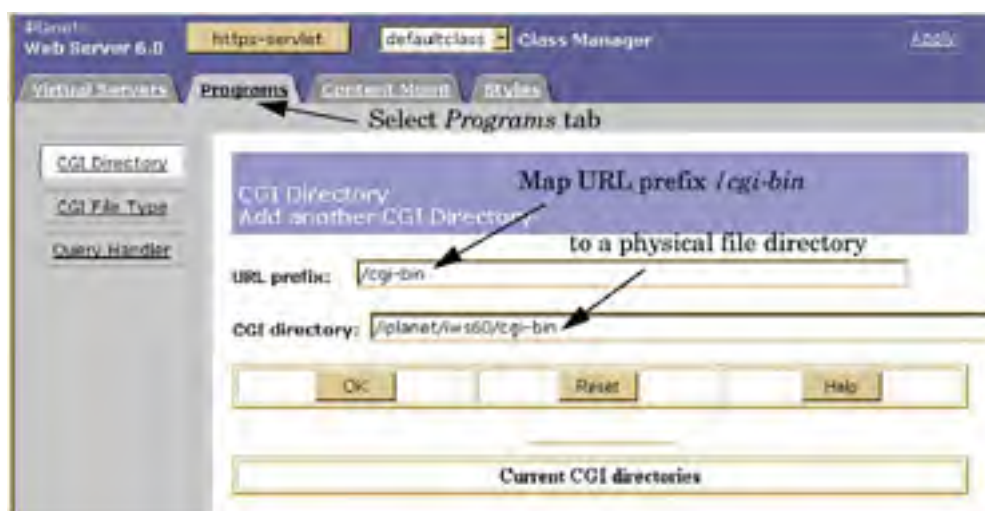 iPlanet
Web Server 6.0
https-servlet
defaultclass
Class Manager
Apply
Virtual Servers
Programs
Content Mgmt
Styles
Select Programs tab
CGI Directory
CGI File Type
Query Handler
CGI Directory
Add another CGI Directory
Map URL prefix /cgi-bin
to a physical file directory
URL prefix:
/cgi-bin
CGI directory:
/iplanet/iws60/cgi-bin
OK
Reset
Help
Current CGI directories